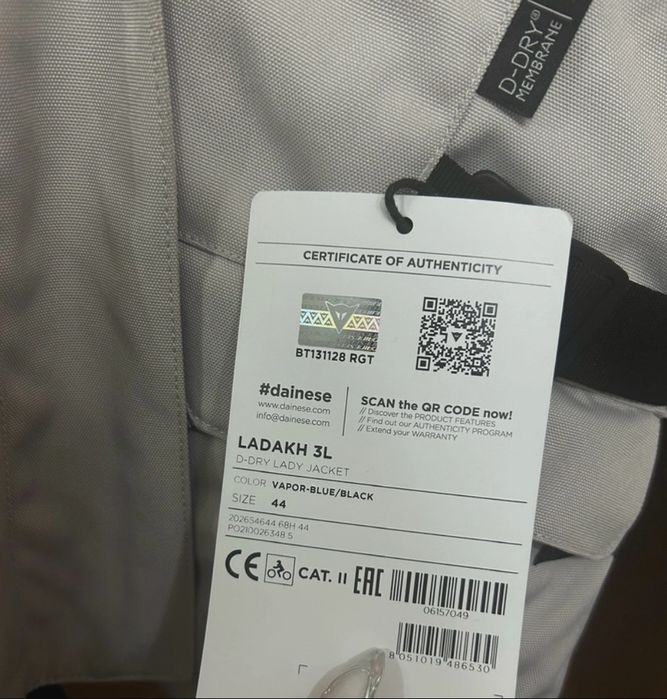 D-DRY®
MEMBRANE
CERTIFICATE OF AUTHENTICITY
BT131128 RGT
#dainese
www.dainese.com
info@dainese.com
SCAN the QR CODE now!
// Discover the PRODUCT FEATURES
// Find out our AUTHENTICITY PROGRAM
// Extend your WARRANTY
LADAKH 3L
D-DRY LADY JACKET
COLOR VAPOR-BLUE/BLACK
SIZE 44
202654644 68H 44
PO210026348 5
CE CAT. II EAC
06157049
8 051019 486530